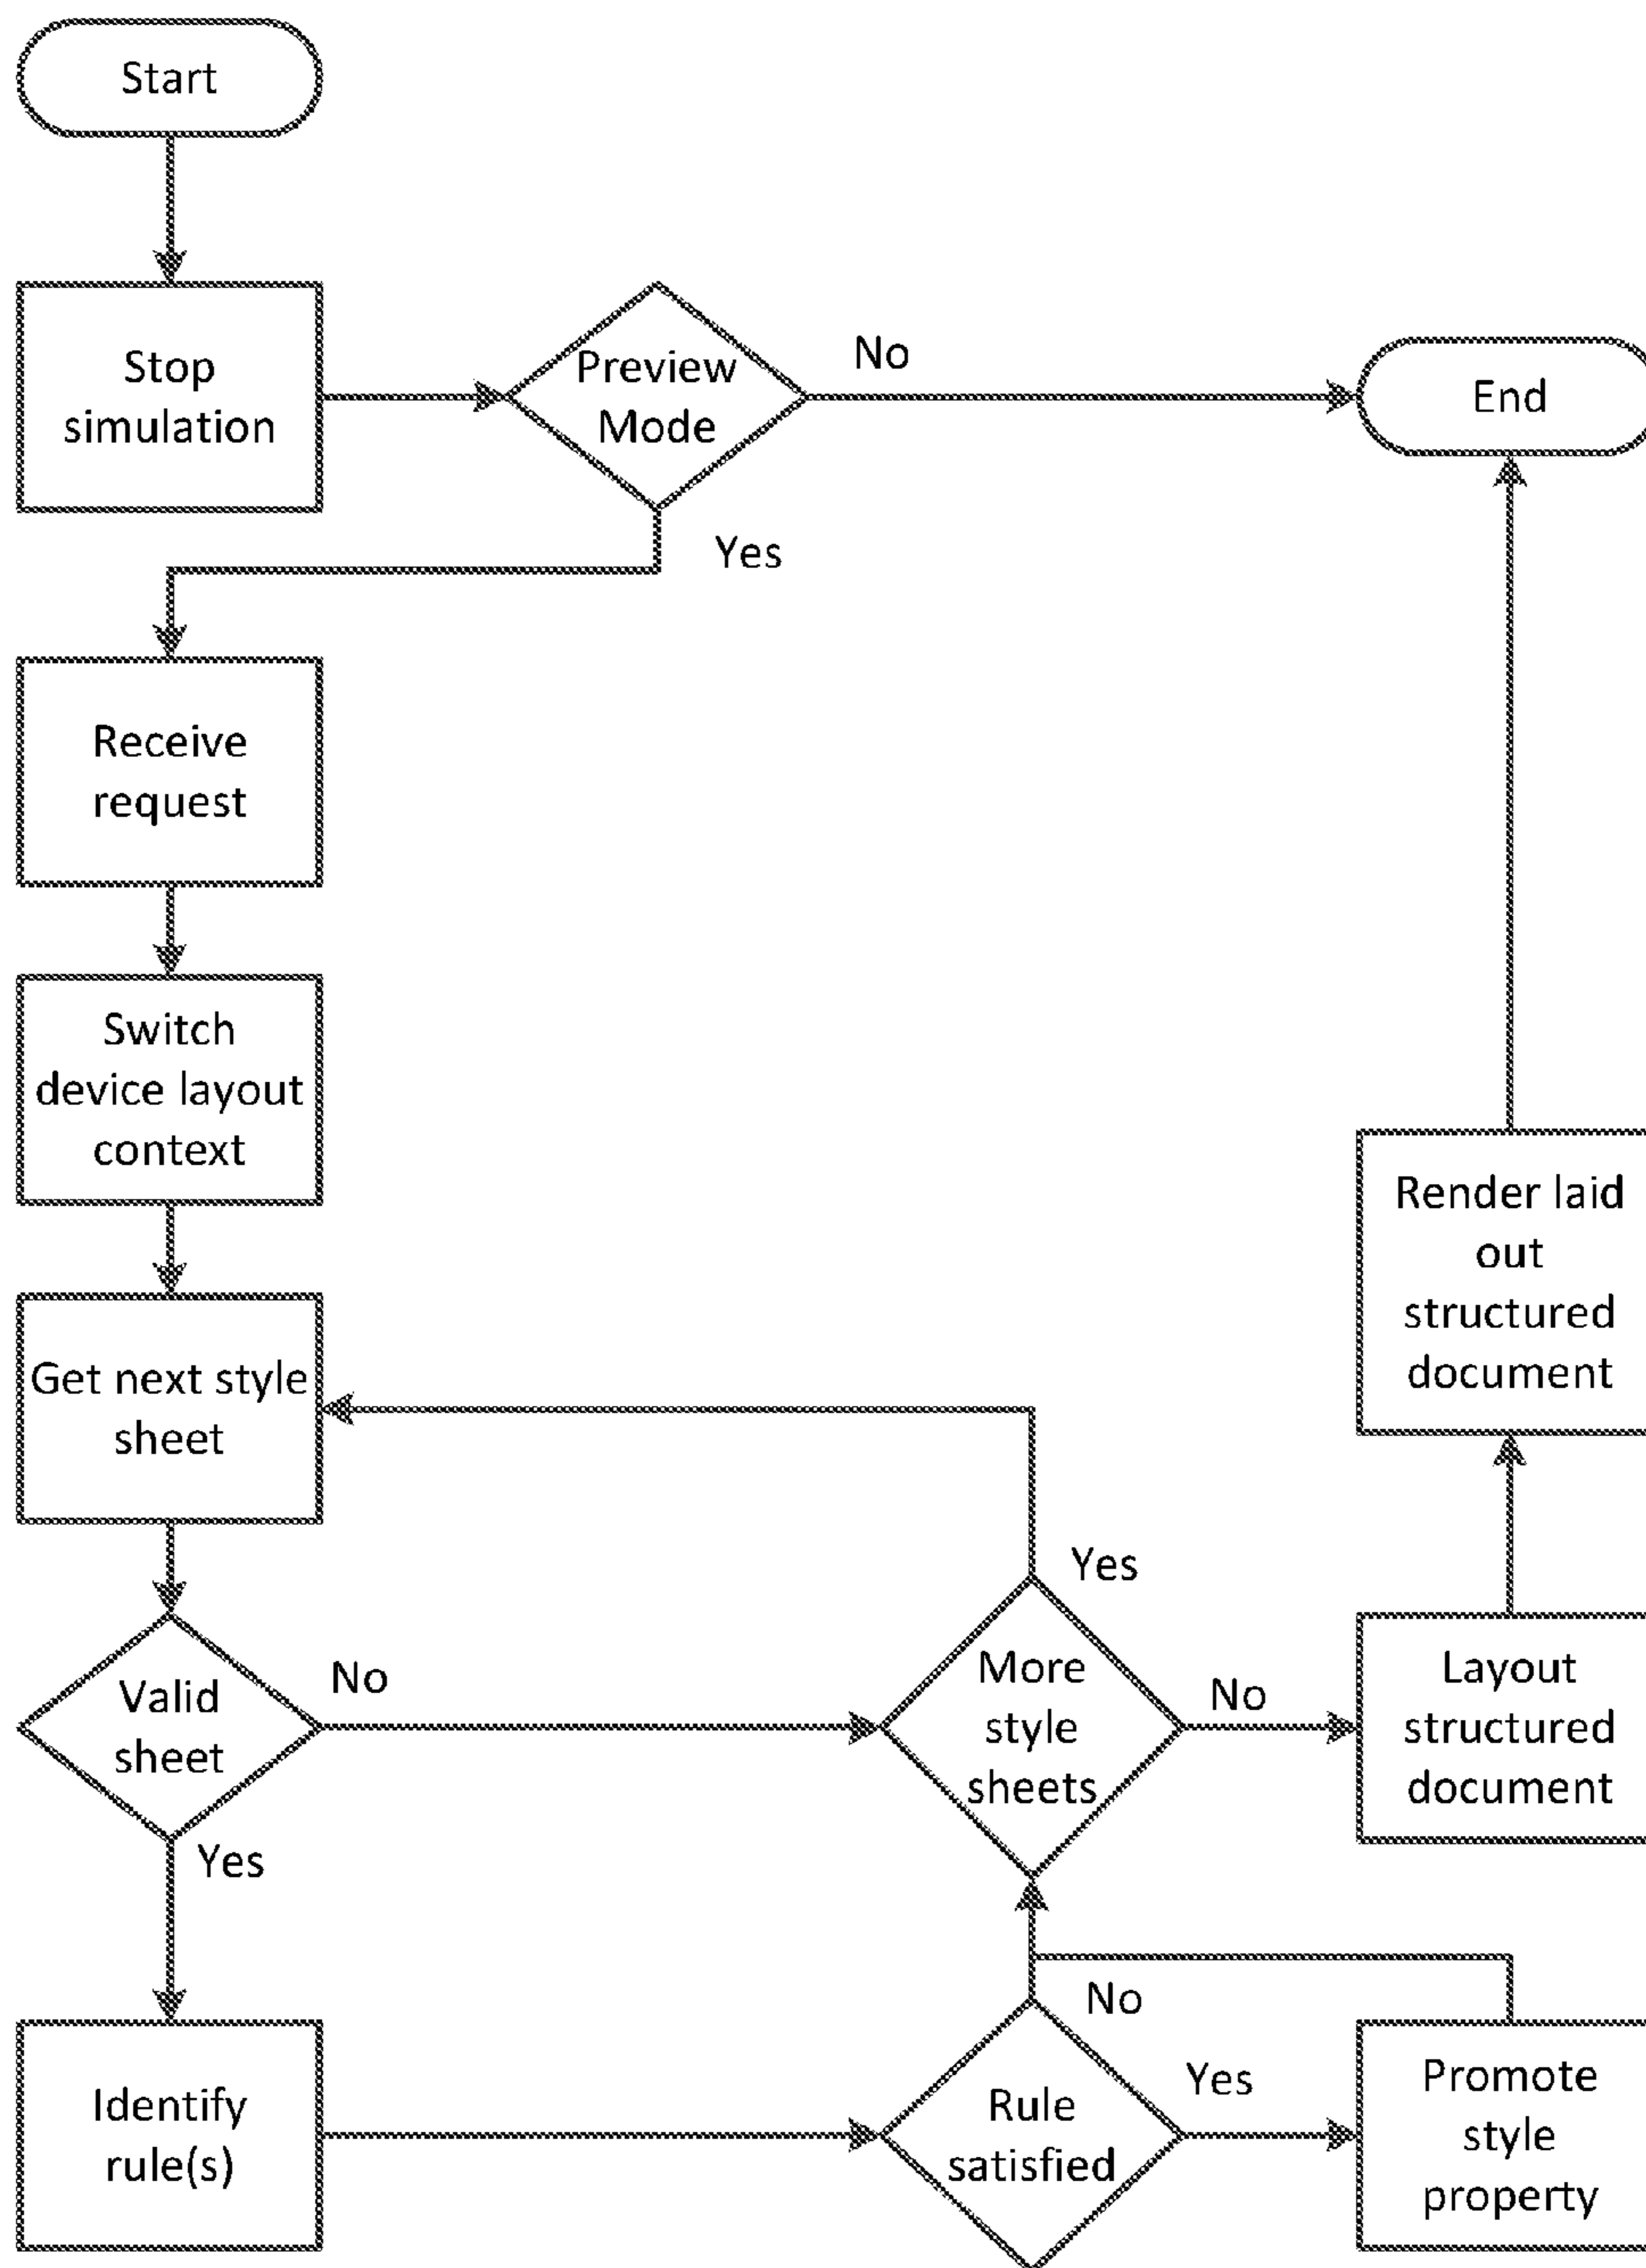 Start
Stop
simulation
Preview
Mode
No
End
Yes
Receive
request
Switch
device layout
context
Render laid
out
structured
document
Get next style
sheet
Yes
Valid
sheet
No
More
style
sheets
No
Layout
structured
document
Yes
Identify
rule(s)
No
Rule
satisfied
Yes
Promote
style
property